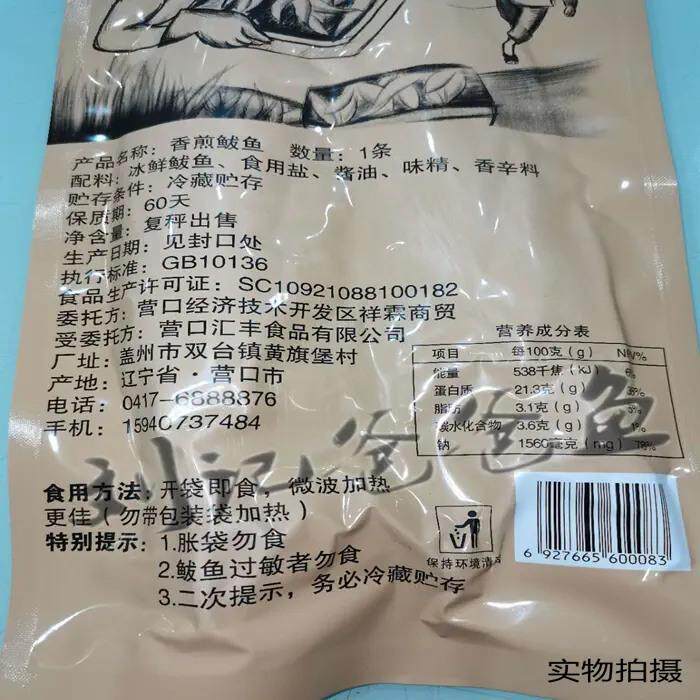 产品名称：香煎鲅鱼 数量：1条
配料：冰鲜鲅鱼、食用盐、酱油、味精、香辛料
贮存条件：冷藏贮存
保质期：60天
净含量：复秤出售
生产日期：见封口处
执行标准：GB10136
食品生产许可证：SC10921088100182
委托方：营口经济技术开发区祥霖商贸
受委托方：营口汇丰食品有限公司
厂址：盖州市双台镇黄旗堡村
产地：辽宁省·营口市
电话：0417-6888876
手机：15940737484
营养成分表
项目 每100克(g) NRV%
能量 538千焦(kJ) 6%
蛋白质 21.3克(g) 36%
脂肪 3.1克(g) 5%
碳水化合物 3.6克(g) 1%
钠 1560毫克(mg) 78%
刘记爸爸鱼
食用方法：开袋即食，微波加热
更佳（勿带包装袋加热）
特别提示：1.胀袋勿食
2.鲅鱼过敏者勿食
3.二次提示，务必冷藏贮存
保持环境清洁
6 927665 600083
实物拍摄